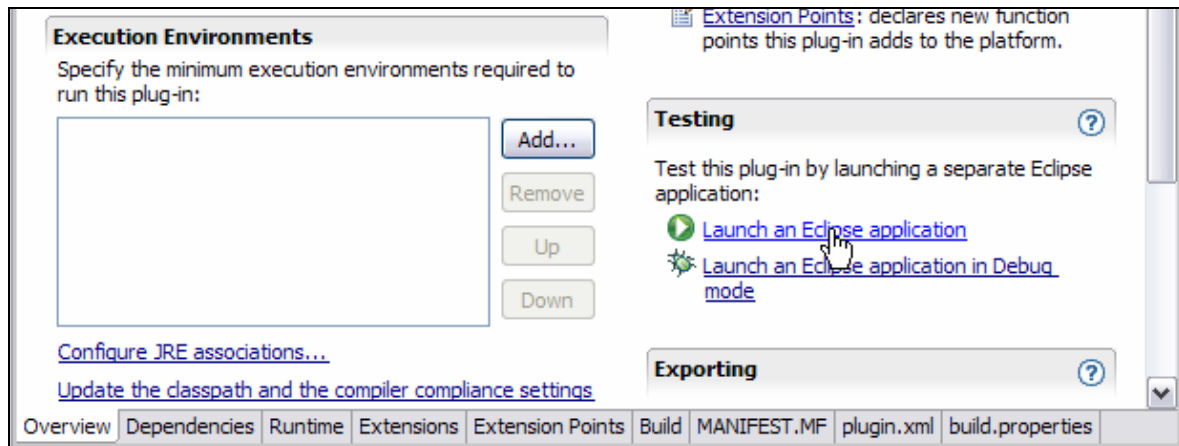 Execution Environments
Specify the minimum execution environments required to
run this plug-in:
Add...
Remove
Up
Down
Configure JRE associations...
Update the classpath and the compiler compliance settings
Extension Points: declares new function
points this plug-in adds to the platform.
Testing
?
Test this plug-in by launching a separate Eclipse
application:
Launch an Eclipse application
Launch an Eclipse application in Debug
mode
Exporting
?
Overview Dependencies Runtime Extensions Extension Points Build MANIFEST.MF plugin.xml build.properties